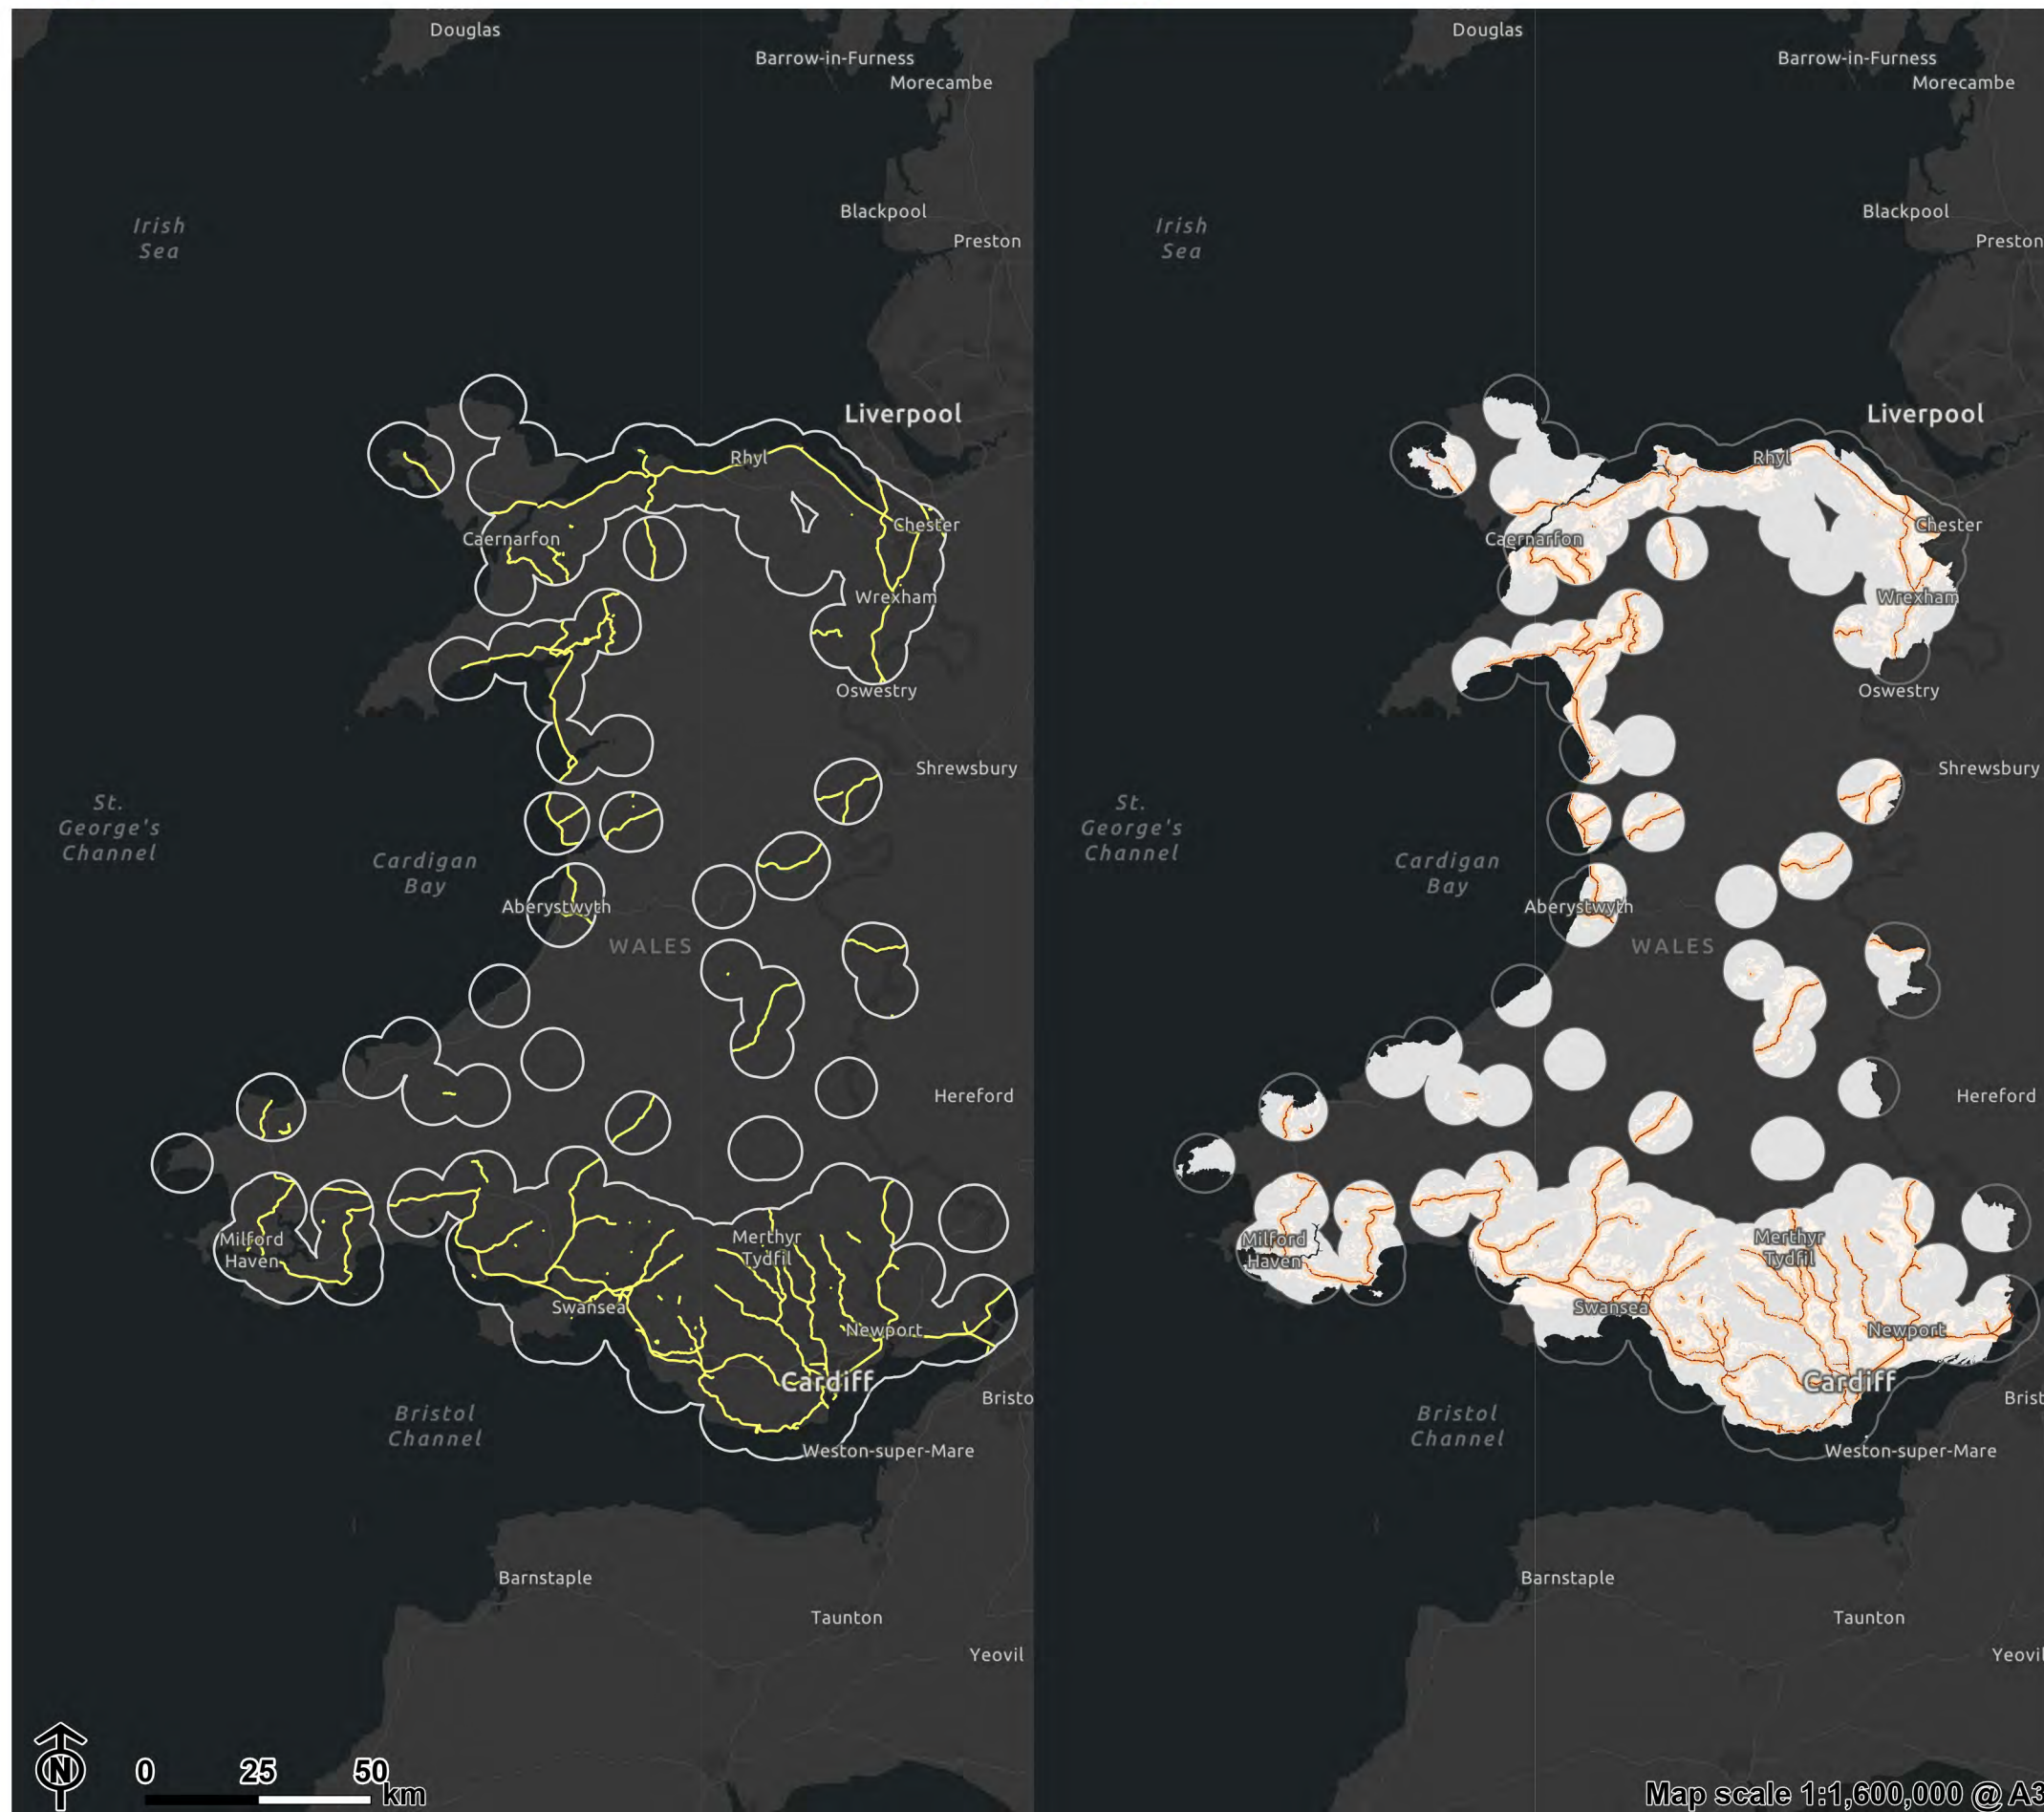 Douglas
Barrow-in-Furness
Morecambe
Irish
Sea
Blackpool
Preston
Liverpool
Rhyl
Chester
Caernarfon
Wrexham
Oswestry
Shrewsbury
St.
George's
Channel
Cardigan
Bay
Aberystwyth
WALES
Hereford
Milford
Haven
Merthyr
Tydfil
Swansea
Newport
Cardiff
Bristo
Bristol
Channel
Weston-super-Mare
Barnstaple
Taunton
Yeovil
N
0 25 50
km
Douglas
Barrow-in-Furness
Morecambe
Irish
Sea
Blackpool
Preston
Liverpool
Rhyl
Chester
Caernarfon
Wrexham
Oswestry
Shrewsbury
St.
George's
Channel
Cardigan
Bay
Aberystwyth
WALES
Hereford
Milford
Haven
Merthyr
Tydfil
Swansea
Newport
Cardiff
Brist
Bristol
Channel
Weston-super-Mare
Barnstaple
Taunton
Yeovil
Map scale 1:1,600,000 @ A3